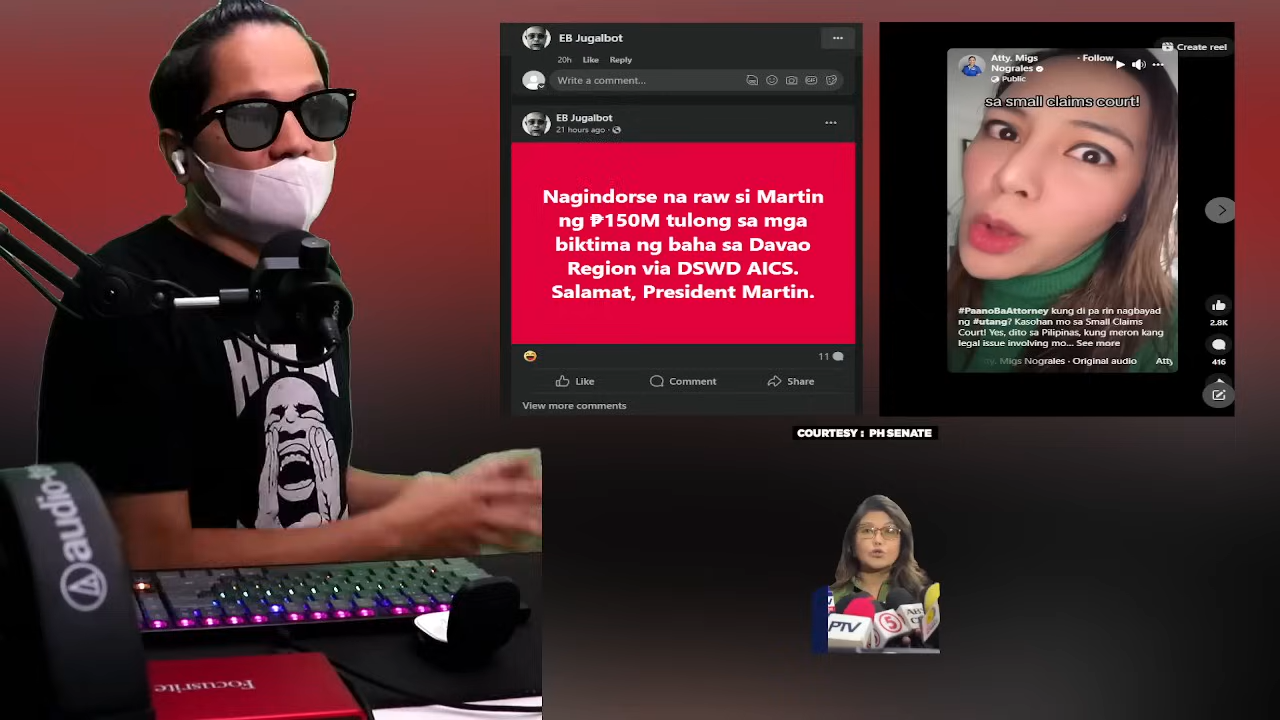 EB Jugalbot
20h Like Reply
Write a comment...
EB Jugalbot
21 hours ago
Nagindorse na raw si Martin
ng ₱150M tulong sa mga
biktima ng baha sa Davao
Region via DSWD AICS.
Salamat, President Martin.
11
Like Comment Share
View more comments
Create reel
Atty. Migs
Nograles
· Follow
Public
sa small claims court!
#PaanoBaAttorney kung di pa rin nagbayad
ng #utang? Kasohan mo sa Small Claims
Court! Yes, dito sa Pilipinas, kung meron kang
legal issue involving mo... See more
Migs Nograles · Original audio
Atty
2.8K
416
COURTESY : PH SENATE
PTV
5
audio-
Focusrite